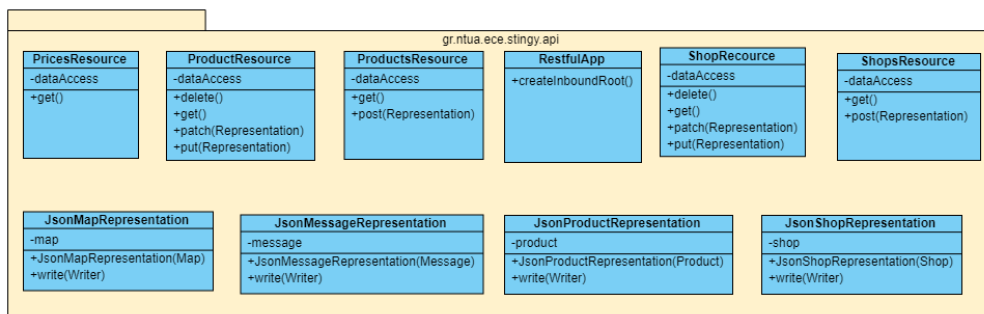 gr.ntua.ece.stingy.api
PricesResource
-dataAccess
+get()
ProductResource
-dataAccess
+delete()
+get()
+patch(Representation)
+put(Representation)
ProductsResource
-dataAccess
+get()
+post(Representation)
RestfulApp
+createInboundRoot()
ShopRecource
-dataAccess
+delete()
+get()
+patch(Representation)
+put(Representation)
ShopsResource
-dataAccess
+get()
+post(Representation)
JsonMapRepresentation
-map
+JsonMapRepresentation(Map)
+write(Writer)
JsonMessageRepresentation
-message
+JsonMessageRepresentation(Message)
+write(Writer)
JsonProductRepresentation
-product
+JsonProductRepresentation(Product)
+write(Writer)
JsonShopRepresentation
-shop
+JsonShopRepresentation(Shop)
+write(Writer)